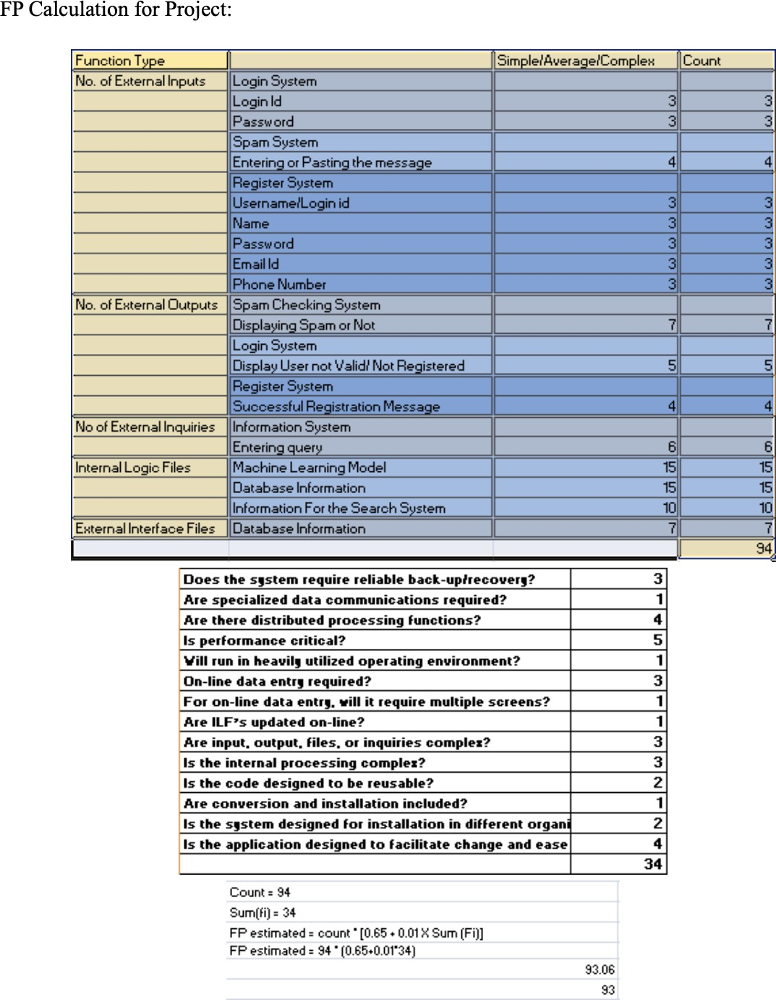 FP Calculation for Project:
Function Type Simple/Average/Complex Count
No. of External Inputs Login System
Login Id 3 3
Password 3 3
Spam System
Entering or Pasting the message 4 4
Register System
Username/Login id 3 3
Name 3 3
Password 3 3
Email Id 3 3
Phone Number 3 3
No. of External Outputs Spam Checking System
Displaying Spam or Not 7 7
Login System
Display User not Valid/ Not Registered 5 5
Register System
Successful Registration Message 4 4
No of External Inquiries Information System
Entering query 6 6
Internal Logic Files Machine Learning Model 15 15
Database Information 15 15
Information For the Search System 10 10
External Interface Files Database Information 7 7
94
Does the system require reliable back-up/recovery? 3
Are specialized data communications required? 1
Are there distributed processing functions? 4
Is performance critical? 5
Will run in heavily utilized operating environment? 1
On-line data entry required? 3
For on-line data entry, will it require multiple screens? 1
Are ILF's updated on-line? 1
Are input, output, files, or inquiries complex? 3
Is the internal processing complex? 3
Is the code designed to be reusable? 2
Are conversion and installation included? 1
Is the system designed for installation in different organi 2
Is the application designed to facilitate change and ease 4
34
Count = 94
Sum(fi) = 34
FP estimated = count * [0.65 + 0.01 X Sum (Fi)]
FP estimated = 94 * (0.65+0.01*34)
93.06
93